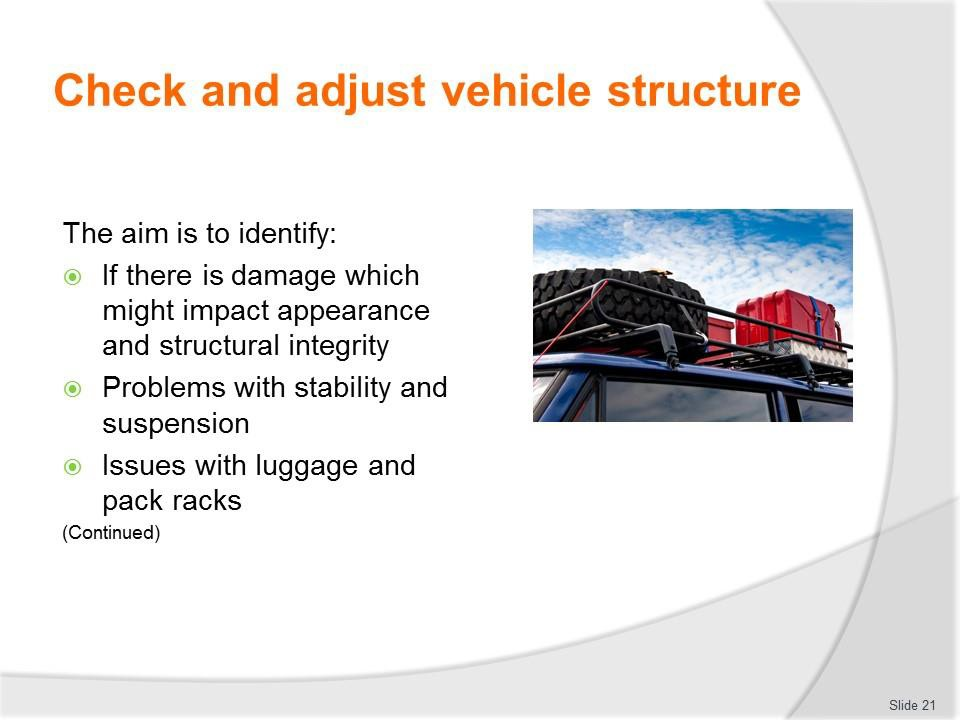 Check and adjust vehicle structure
The aim is to identify:
If there is damage which
might impact appearance
and structural integrity
Problems with stability and
suspension
Issues with luggage and
pack racks
(Continued)
Slide 21